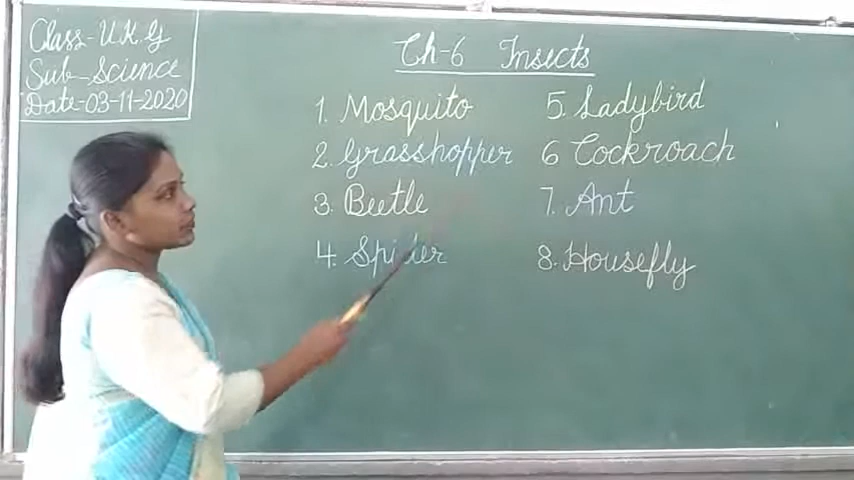 Class-U.K.G
Sub-Science
Date-03-11-2020
Ch-6 Insects
1. Mosquito
2. Grasshopper
3. Beetle
4. Spider
5. Ladybird
6 Cockroach
7. Ant
8. Housefly